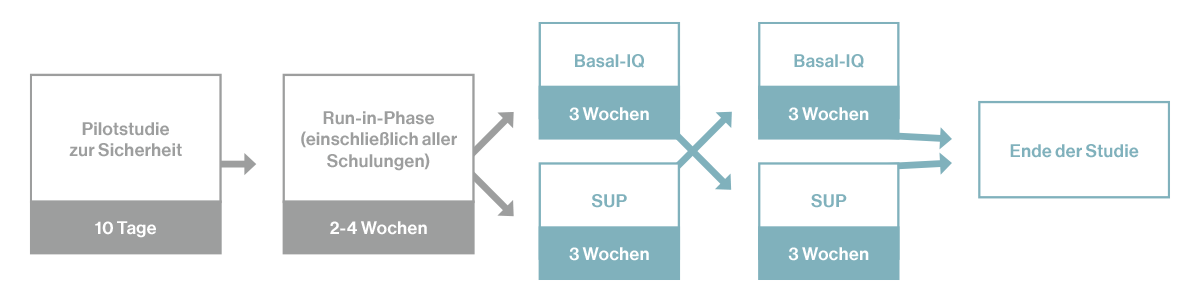 Pilotstudie
zur Sicherheit
10 Tage
Run-in-Phase
(einschließlich aller
Schulungen)
2-4 Wochen
Basal-IQ
3 Wochen
SUP
3 Wochen
Basal-IQ
3 Wochen
SUP
3 Wochen
Ende der Studie